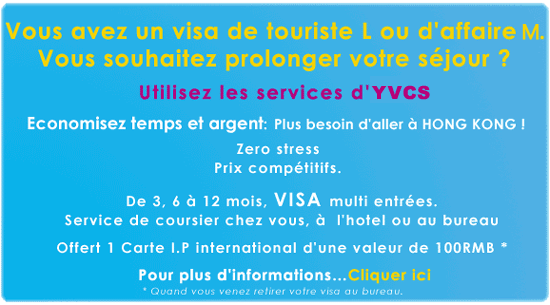 Vous avez un visa de touriste L ou d'affaire M.
Vous souhaitez prolonger votre séjour ?
Utilisez les services d'YVCS
Economisez temps et argent: Plus besoin d'aller à HONG KONG !
Zero stress
Prix compétitifs.
De 3, 6 à 12 mois, VISA multi entrées.
Service de coursier chez vous, à l'hotel ou au bureau
Offert 1 Carte I.P international d'une valeur de 100RMB *
Pour plus d'informations...Cliquer ici
* Quand vous venez retirer votre visa au bureau.